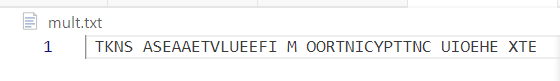 mult.txt
1 TKNS ASEAAETVLUEEFI M OORTNICYPTTNC UIOEHE XTE